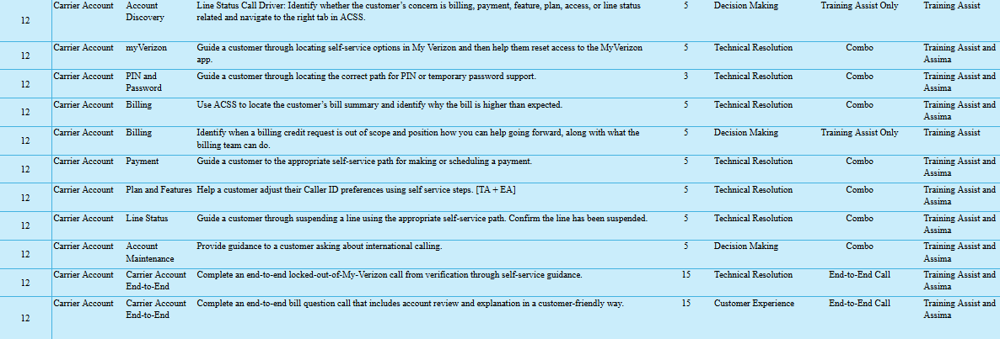 12 Carrier Account Account Discovery Line Status Call Driver: Identify whether the customer's concern is billing, payment, feature, plan, access, or line status related and navigate to the right tab in ACSS. 5 Decision Making Training Assist Only Training Assist
12 Carrier Account myVerizon Guide a customer through locating self-service options in My Verizon and then help them reset access to the MyVerizon app. 5 Technical Resolution Combo Training Assist and Assima
12 Carrier Account PIN and Password Guide a customer through locating the correct path for PIN or temporary password support. 3 Technical Resolution Combo Training Assist and Assima
12 Carrier Account Billing Use ACSS to locate the customer's bill summary and identify why the bill is higher than expected. 5 Technical Resolution Combo Training Assist and Assima
12 Carrier Account Billing Identify when a billing credit request is out of scope and position how you can help going forward, along with what the billing team can do. 5 Decision Making Training Assist Only Training Assist
12 Carrier Account Payment Guide a customer to the appropriate self-service path for making or scheduling a payment. 5 Technical Resolution Combo Training Assist and Assima
12 Carrier Account Plan and Features Help a customer adjust their Caller ID preferences using self service steps. [TA + EA] 5 Technical Resolution Combo Training Assist and Assima
12 Carrier Account Line Status Guide a customer through suspending a line using the appropriate self-service path. Confirm the line has been suspended. 5 Technical Resolution Combo Training Assist and Assima
12 Carrier Account Account Maintenance Provide guidance to a customer asking about international calling. 5 Decision Making Combo Training Assist and Assima
12 Carrier Account Carrier Account End-to-End Complete an end-to-end locked-out-of-My-Verizon call from verification through self-service guidance. 15 Technical Resolution End-to-End Call Training Assist and Assima
12 Carrier Account Carrier Account End-to-End Complete an end-to-end bill question call that includes account review and explanation in a customer-friendly way. 15 Customer Experience End-to-End Call Training Assist and Assima